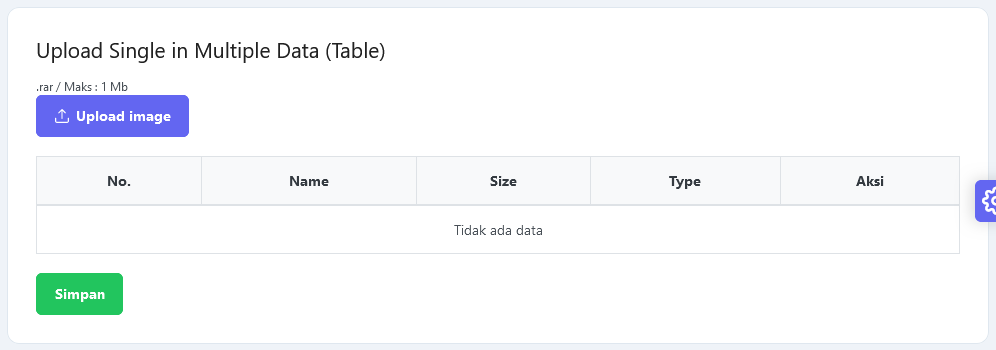 Upload Single in Multiple Data (Table)
.rar / Maks : 1 Mb
Upload image
No. Name Size Type Aksi
Tidak ada data
Simpan